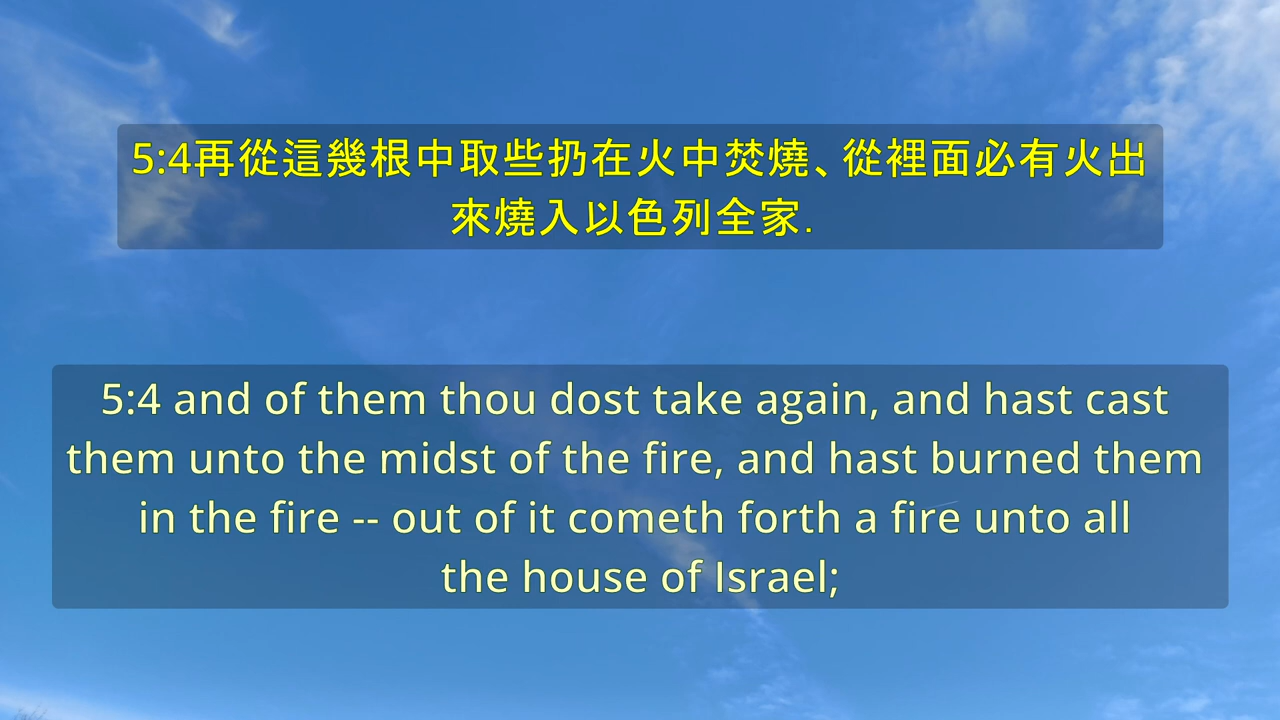 5:4再從這幾根中取些扔在火中焚燒、從裡面必有火出
來燒入以色列全家.
5:4 and of them thou dost take again, and hast cast
them unto the midst of the fire, and hast burned them
in the fire -- out of it cometh forth a fire unto all
the house of Israel;